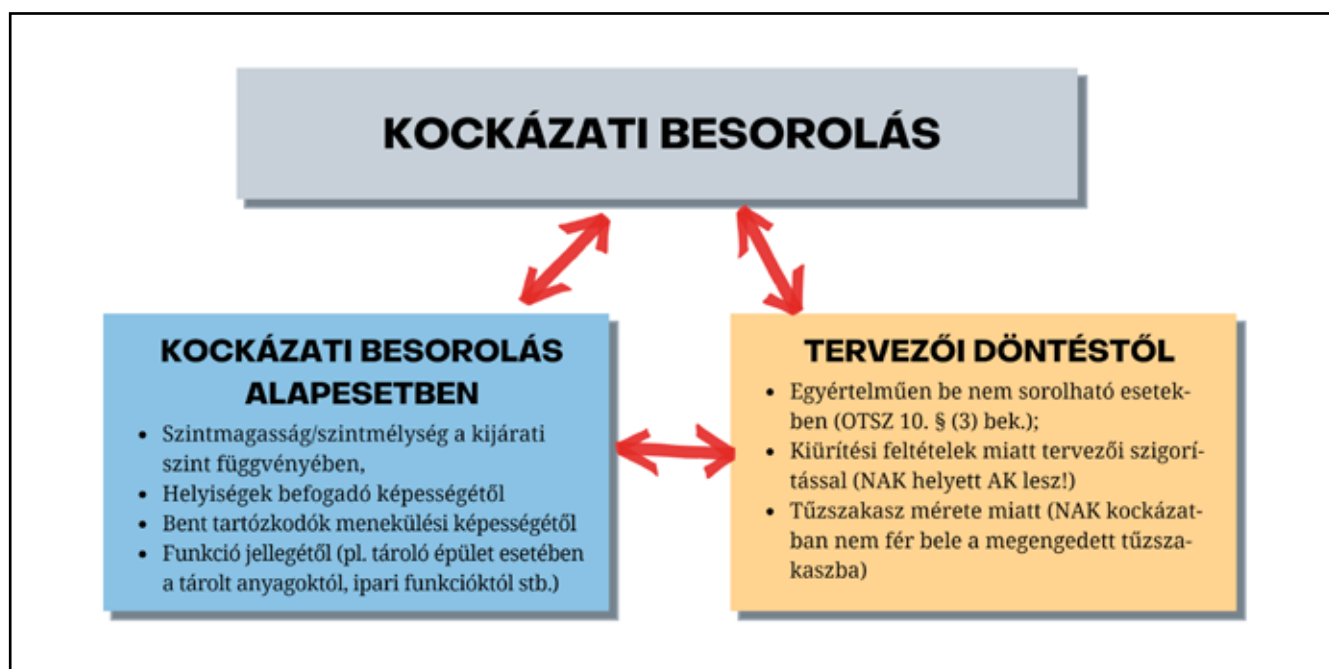 KOCKÁZATI BESOROLÁS
KOCKÁZATI BESOROLÁS
ALAPESETBEN
• Szintmagasság/szintmélység a kijárati
szint függvényében,
• Helyiségek befogadó képességétől
• Bent tartózkodók menekülési képességétől
• Funkció jellegétől (pl. tároló épület esetében
a tárolt anyagoktól, ipari funkcióktól stb.)
TERVEZŐI DÖNTÉSTŐL
• Egyértelműen be nem sorolható esetek-
ben (OTSZ 10. § (3) bek.);
• Kiürítési feltételek miatt tervezői szigorí-
tással (NAK helyett AK lesz!)
• Tűzszakasz mérete miatt (NAK kockázat-
ban nem fér bele a megengedett tűzsza-
kaszba)